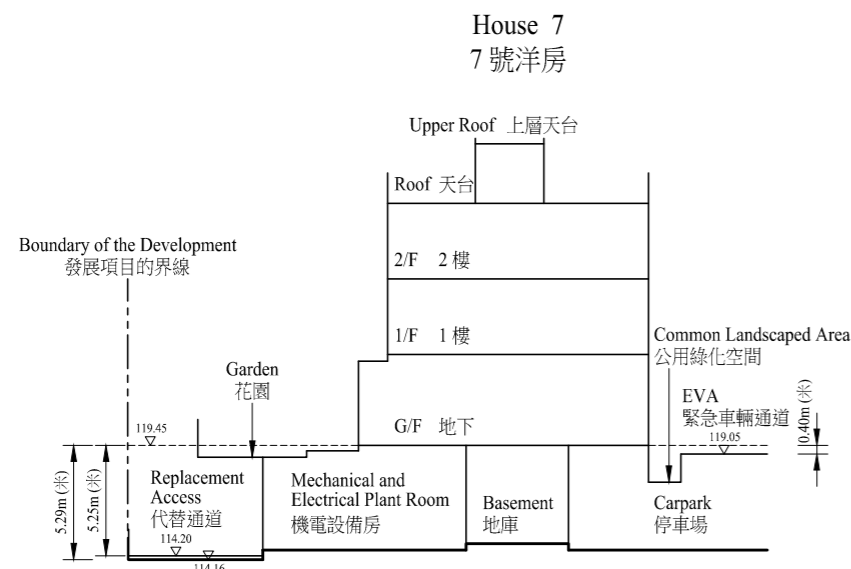 House 7
7 號洋房
Upper Roof 上層天台
Roof 天台
Boundary of the Development
發展項目的界線
2/F 2 樓
1/F 1 樓
Common Landscaped Area
公用綠化空間
Garden
花園
EVA
緊急車輛通道
0.40m (米)
119.45
G/F 地下
119.05
5.29m (米)
5.25m (米)
Replacement
Access
代替通道
Mechanical and
Electrical Plant Room
機電設備房
Basement
地庫
Carpark
停車場
114.20
114.16